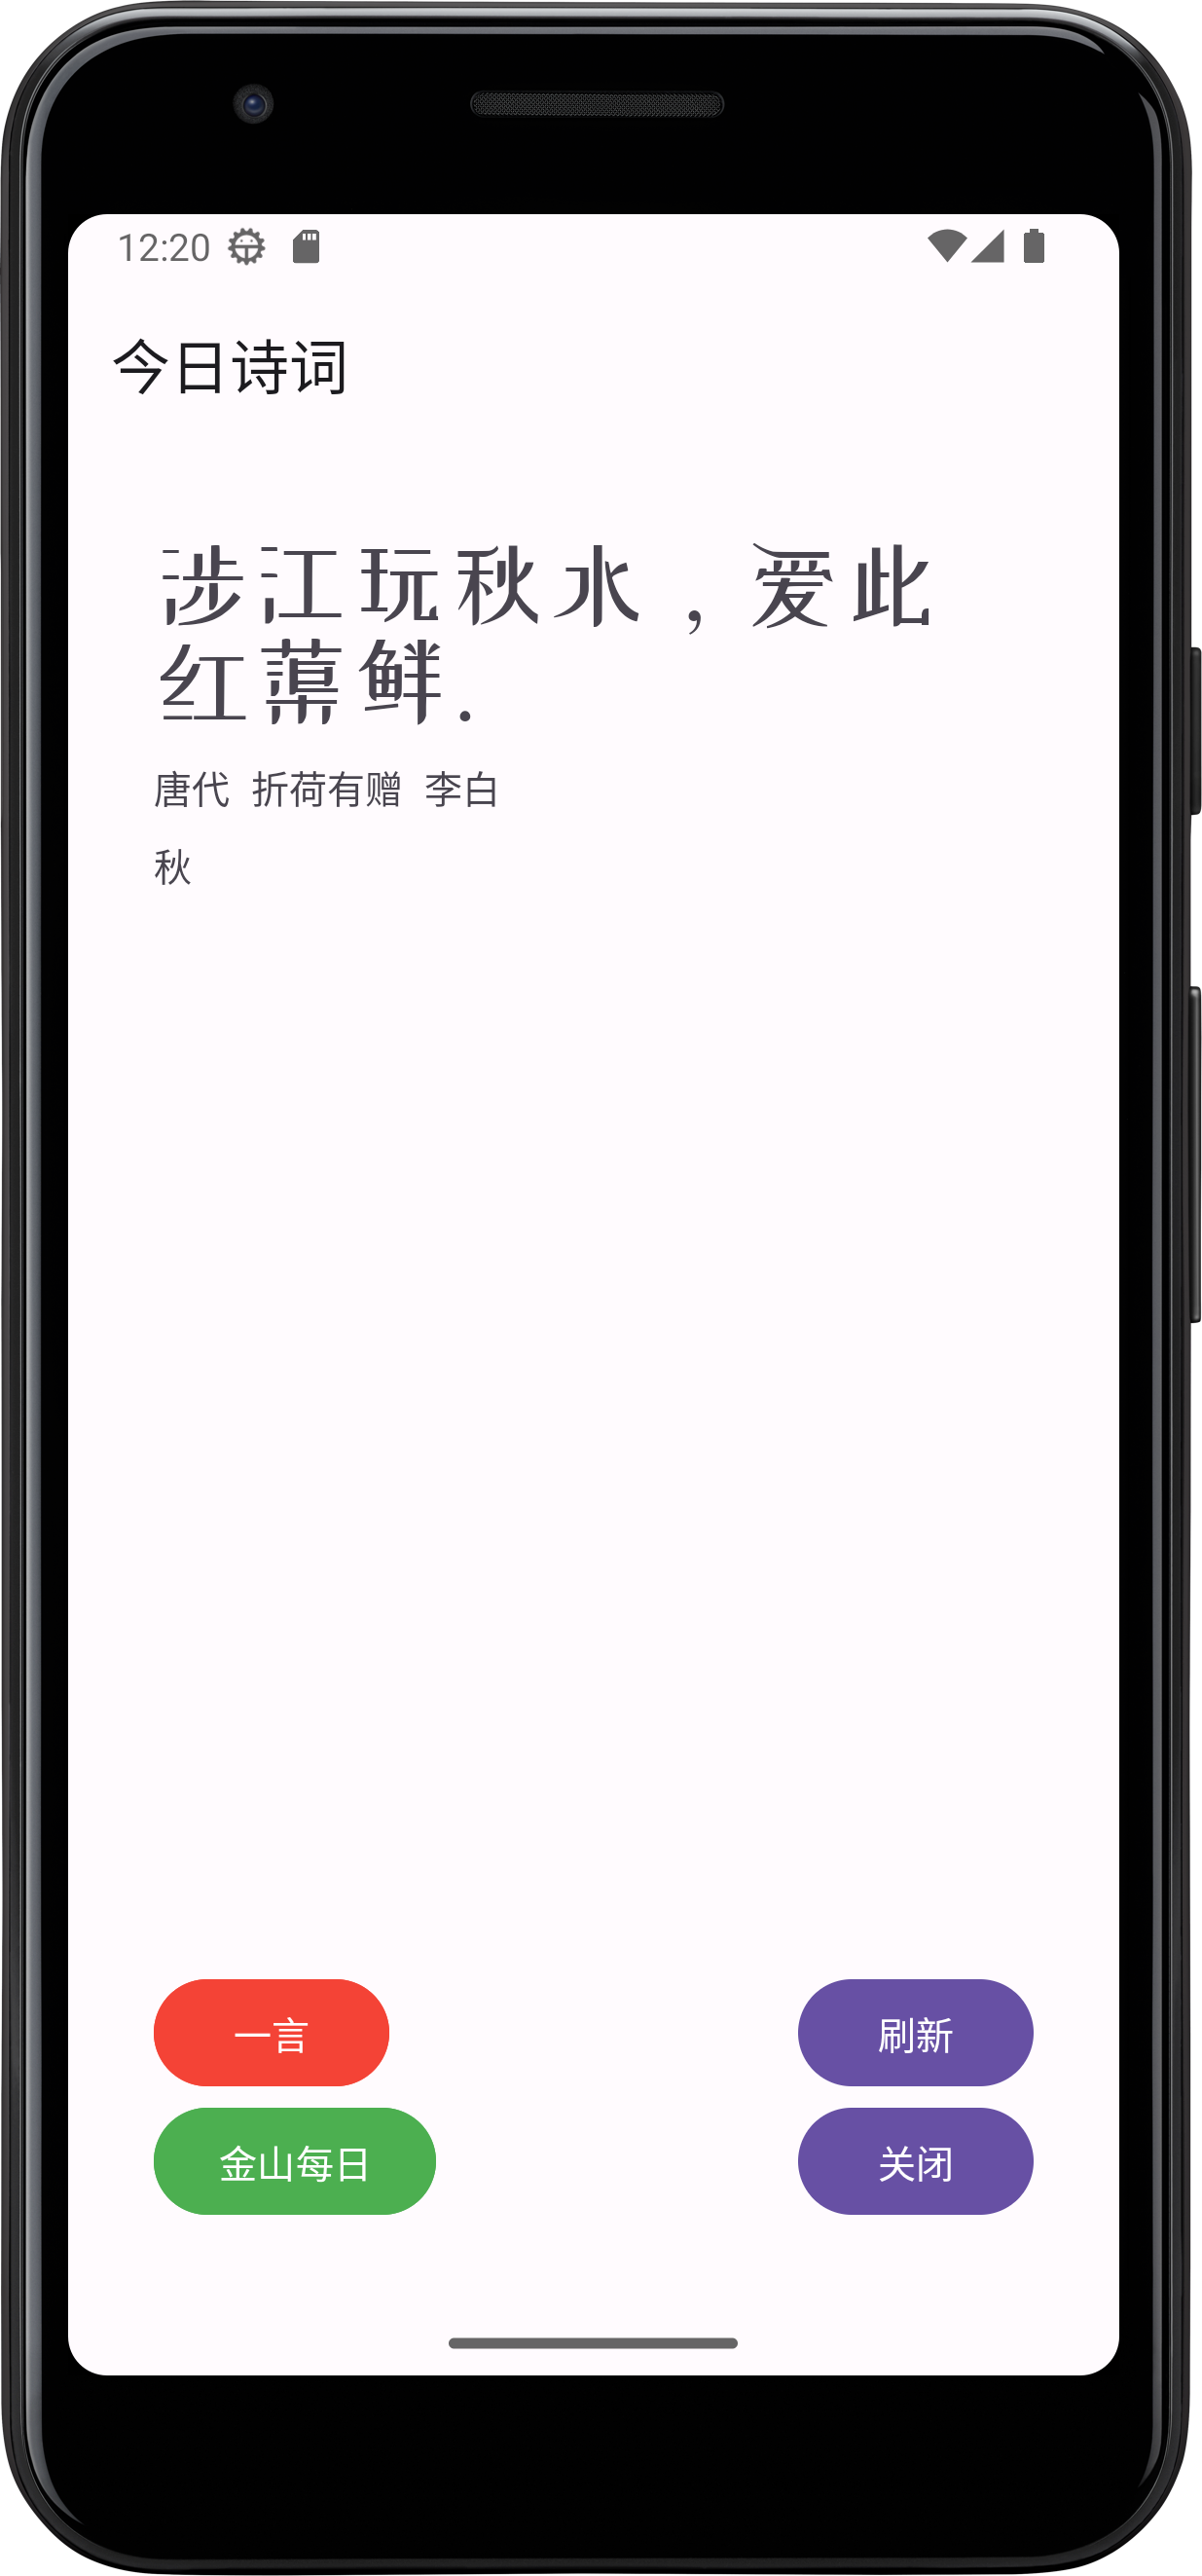 12:20
今日诗词
涉江玩秋水，爱此
红蕖鲜.
唐代 折荷有赠 李白
秋
一言
刷新
金山每日
关闭